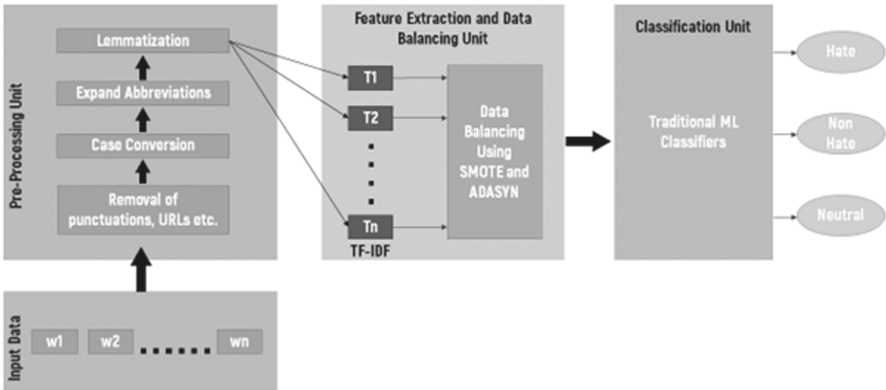 Pre-Processing Unit
Lemmatization
Expand Abbreviations
Case Conversion
Removal of
punctuations, URLs etc.
Input Data
w1 w2 wn
Feature Extraction and Data
Balancing Unit
T1
T2
Tn
TF-IDF
Data
Balancing
Using
SMOTE and
ADASYN
Classification Unit
Traditional ML
Classifiers
Hate
Non
Hate
Neutral